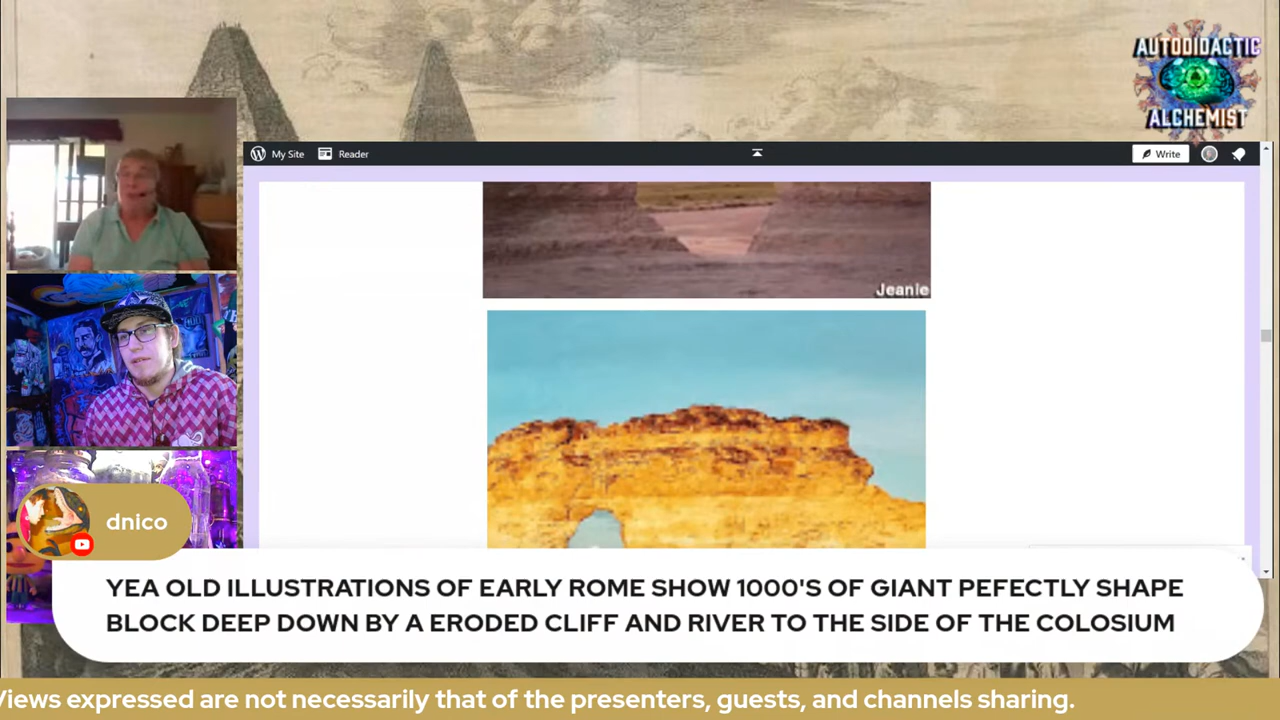 AUTODIDACTIC
ALCHEMIST
My Site Reader Write
Jeanie
dnico
YEA OLD ILLUSTRATIONS OF EARLY ROME SHOW 1000'S OF GIANT PEFECTLY SHAPE
BLOCK DEEP DOWN BY A ERODED CLIFF AND RIVER TO THE SIDE OF THE COLOSIUM
Views expressed are not necessarily that of the presenters, guests, and channels sharing.